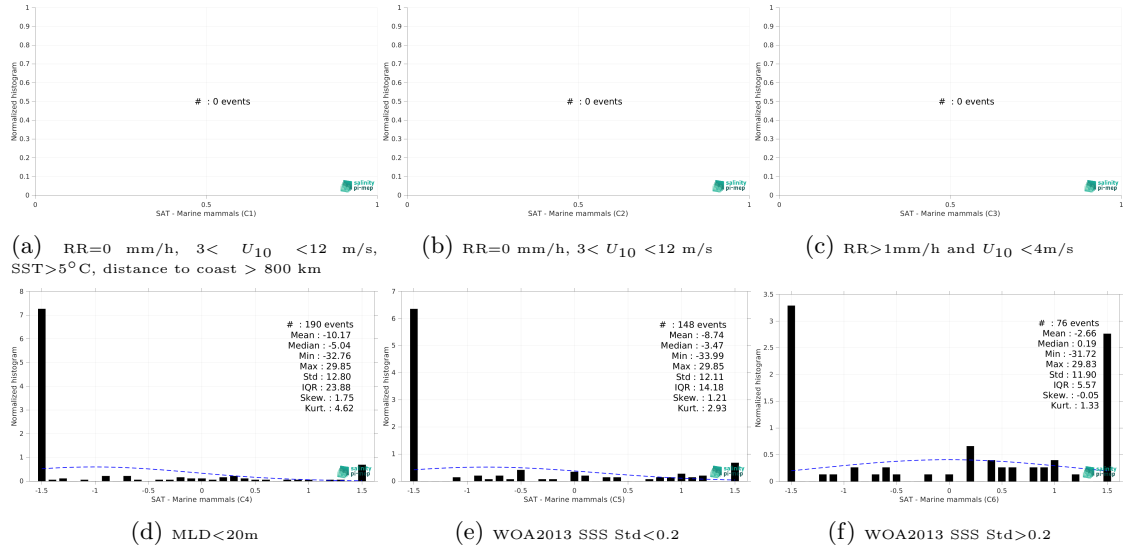 1
0.9
0.8
0.7
0.6
0.5
0.4
0.3
0.2
0.1
0
Normalized histogram
# : 0 events
salinity
pi-mep
0 0.5 1
SAT - Marine mammals (C1)
(a) RR=0 mm/h, 3< U10 <12 m/s,
SST>5°C, distance to coast > 800 km
1
0.9
0.8
0.7
0.6
0.5
0.4
0.3
0.2
0.1
0
Normalized histogram
# : 0 events
salinity
pi-mep
0 0.5 1
SAT - Marine mammals (C2)
(b) RR=0 mm/h, 3< U10 <12 m/s
1
0.9
0.8
0.7
0.6
0.5
0.4
0.3
0.2
0.1
0
Normalized histogram
# : 0 events
salinity
pi-mep
0 0.5 1
SAT - Marine mammals (C3)
(c) RR>1mm/h and U10 <4m/s
8
7
6
5
4
3
2
1
0
Normalized histogram
# : 190 events
Mean : -10.17
Median : -5.04
Min : -32.76
Max : 29.85
Std : 12.80
IQR : 23.88
Skew. : 1.75
Kurt. : 4.62
salinity
pi-mep
-1.5 -1 -0.5 0 0.5 1 1.5
SAT - Marine mammals (C4)
(d) MLD<20m
7
6
5
4
3
2
1
0
Normalized histogram
# : 148 events
Mean : -8.74
Median : -3.47
Min : -33.99
Max : 29.85
Std : 12.11
IQR : 14.18
Skew. : 1.21
Kurt. : 2.93
salinity
pi-mep
-1.5 -1 -0.5 0 0.5 1 1.5
SAT - Marine mammals (C5)
(e) WOA2013 SSS Std<0.2
3.5
3
2.5
2
1.5
1
0.5
0
Normalized histogram
# : 76 events
Mean : -2.66
Median : 0.19
Min : -31.72
Max : 29.83
Std : 11.90
IQR : 5.57
Skew. : -0.05
Kurt. : 1.33
salinity
pi-mep
-1.5 -1 -0.5 0 0.5 1 1.5
SAT - Marine mammals (C6)
(f) WOA2013 SSS Std>0.2